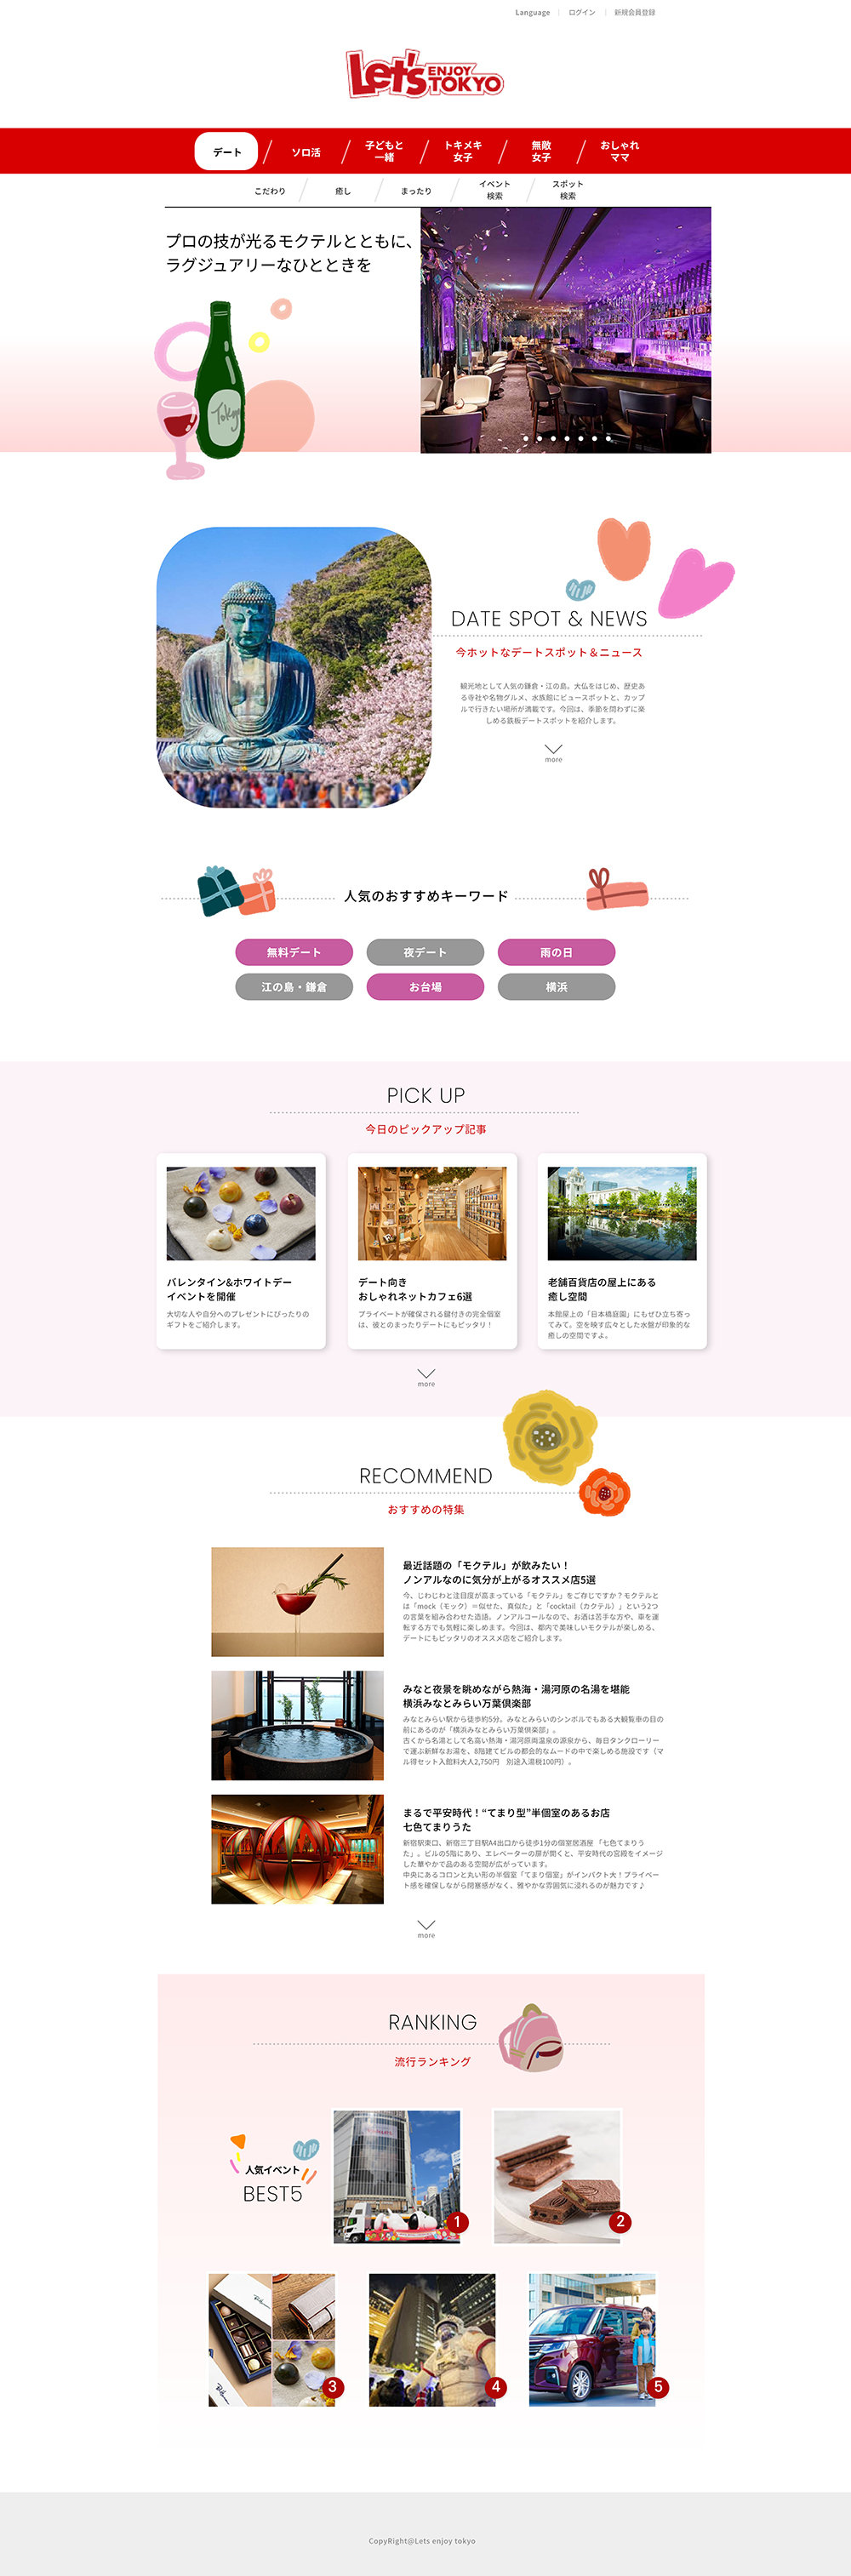 Language
ログイン
新規会員登録
Let's ENJOY TOKYO
デート
ソロ活
子どもと
一緒
トキメキ
女子
無敵
女子
おしゃれ
ママ
こだわり
癒し
まったり
イベント
検索
スポット
検索
プロの技が光るモクテルとともに、
ラグジュアリーなひとときを
Tokyo
DATE SPOT & NEWS
今ホットなデートスポット＆ニュース
観光地として人気の鎌倉・江の島。大仏をはじめ、歴史あ
る寺社や名物グルメ、水族館にビュースポットと、カップ
ルで行きたい場所が満載です。今回は、季節を問わずに楽
しめる鉄板デートスポットを紹介します。
more
人気のおすすめキーワード
無料デート
夜デート
雨の日
江の島・鎌倉
お台場
横浜
PICK UP
今日のピックアップ記事
バレンタイン&ホワイトデー
イベントを開催
大切な人や自分へのプレゼントにぴったりの
ギフトをご紹介します。
デート向き
おしゃれネットカフェ6選
プライベートが確保される鍵付きの完全個室
は、彼とのまったりデートにもピッタリ！
老舗百貨店の屋上にある
癒し空間
本館屋上の「日本橋庭園」にもぜひ立ち寄っ
てみて。空を映す広々とした水盤が印象的な
癒しの空間ですよ。
more
RECOMMEND
おすすめの特集
最近話題の「モクテル」が飲みたい！
ノンアルなのに気分が上がるオススメ店5選
今、じわじわと注目度が高まっている「モクテル」をご存じですか？モクテルと
は「mock（モック）＝似せた、真似た」と「cocktail（カクテル）」という2つ
の言葉を組み合わせた造語。ノンアルコールなので、お酒は苦手な方や、車を運
転する方でも気軽に楽しめます。今回は、都内で美味しいモクテルが楽しめる、
デートにもピッタリのオススメ店をご紹介します。
みなと夜景を眺めながら熱海・湯河原の名湯を堪能
横浜みなとみらい万葉倶楽部
みなとみらい駅から徒歩約5分。みなとみらいのシンボルでもある大観覧車の目の
前にあるのが「横浜みなとみらい万葉倶楽部」。
古くから名湯として名高い熱海・湯河原両温泉の源泉から、毎日タンクローリー
で運ぶ新鮮なお湯を、8階建てビルの都会的なムードの中で楽しめる施設です（マ
ル得セット入館料大人2,750円　別途入湯税100円）。
まるで平安時代！“てまり型”半個室のあるお店
七色てまりうた
新宿駅東口、新宿三丁目駅A4出口から徒歩1分の個室居酒屋 「七色てまりう
た」。ビルの5階にあり、エレベーターの扉が開くと、平安時代の宮殿をイメージ
した華やかで品のある空間が広がっています。
中央にあるコロンと丸い形の半個室「てまり個室」がインパクト大！プライベー
ト感を確保しながら閉塞感がなく、雅やかな雰囲気に浸れるのが魅力です♪
more
RANKING
流行ランキング
人気イベント
BEST5
1
2
3
4
5
CopyRight@Lets enjoy tokyo